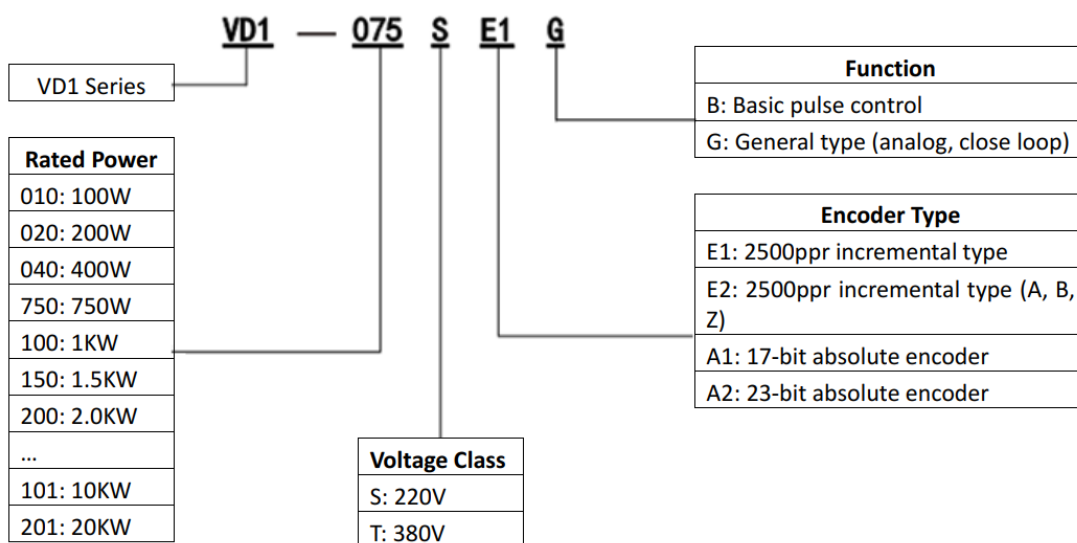 VD1 — 075 S E1 G
VD1 Series
Rated Power
010: 100W
020: 200W
040: 400W
750: 750W
100: 1KW
150: 1.5KW
200: 2.0KW
...
101: 10KW
201: 20KW
Voltage Class
S: 220V
T: 380V
Function
B: Basic pulse control
G: General type (analog, close loop)
Encoder Type
E1: 2500ppr incremental type
E2: 2500ppr incremental type (A, B,
Z)
A1: 17-bit absolute encoder
A2: 23-bit absolute encoder